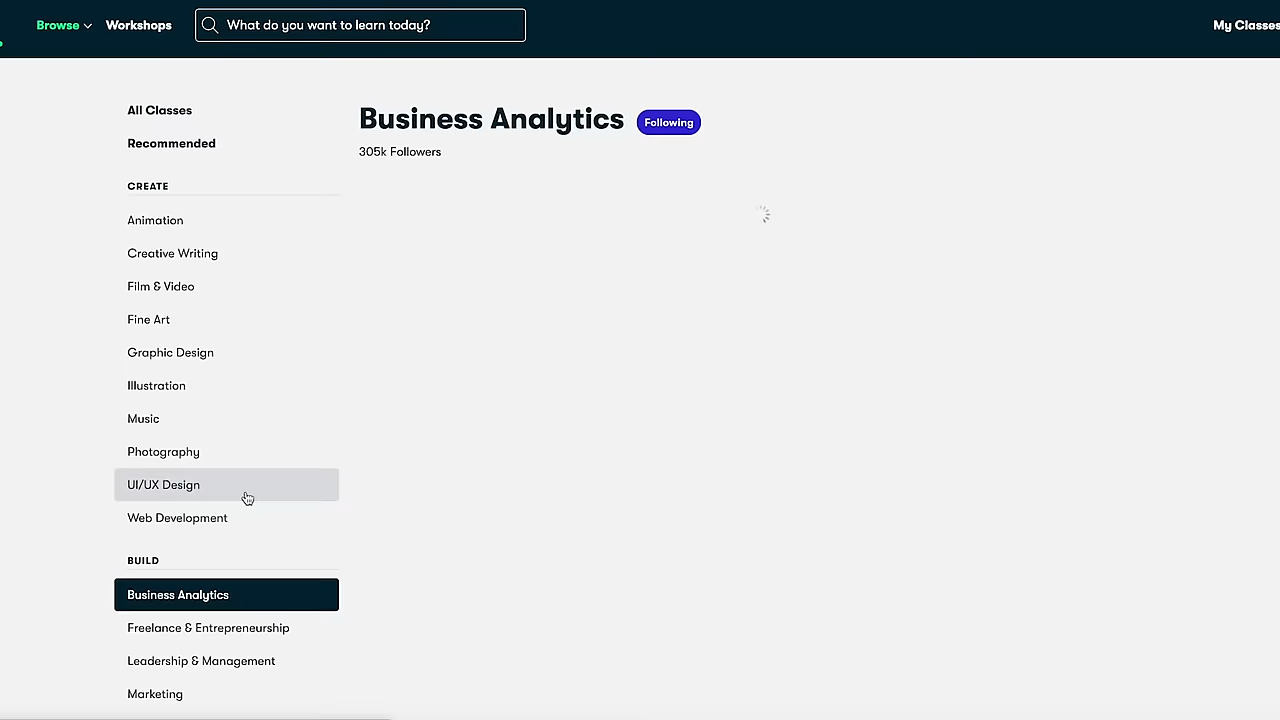 Browse Workshops What do you want to learn today? My Classes
All Classes
Recommended
CREATE
Animation
Creative Writing
Film & Video
Fine Art
Graphic Design
Illustration
Music
Photography
UI/UX Design
Web Development
BUILD
Business Analytics
Freelance & Entrepreneurship
Leadership & Management
Marketing
Business Analytics Following
305k Followers